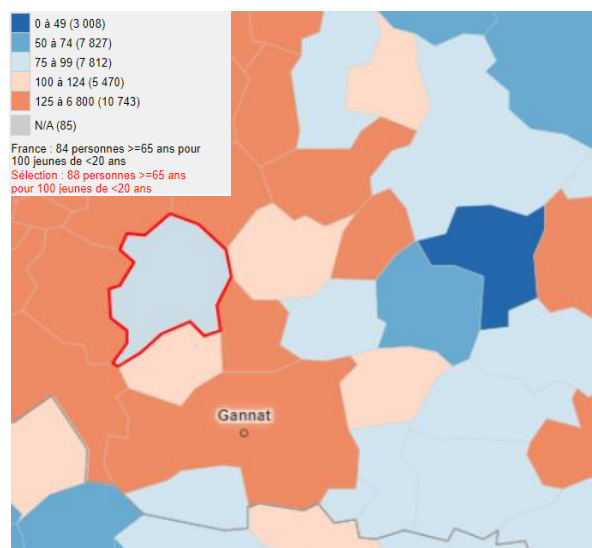 0 à 49 (3 008)
50 à 74 (7 827)
75 à 99 (7 812)
100 à 124 (5 470)
125 à 6 800 (10 743)
N/A (85)
France : 84 personnes >=65 ans pour
100 jeunes de <20 ans
Sélection : 88 personnes >=65 ans
pour 100 jeunes de <20 ans
Gannat